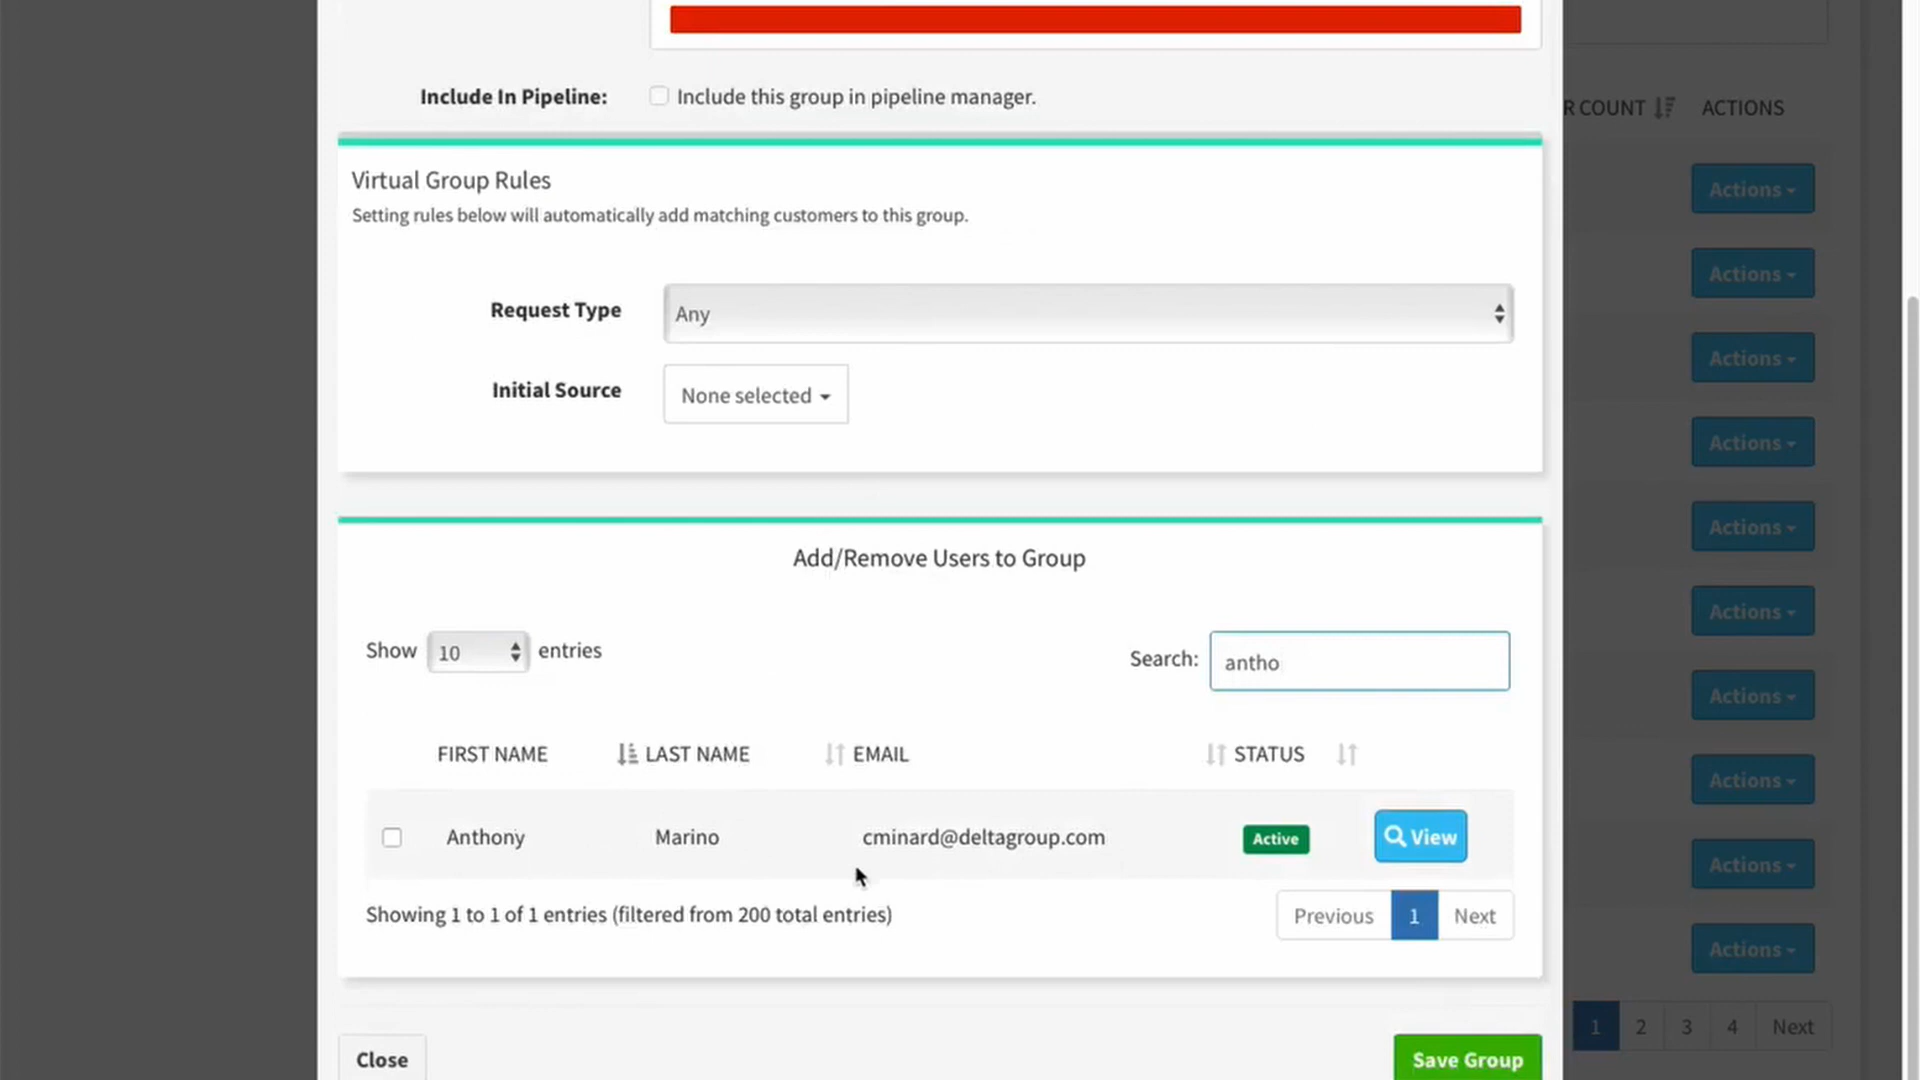 Include In Pipeline: Include this group in pipeline manager.
R COUNT ACTIONS
Virtual Group Rules
Setting rules below will automatically add matching customers to this group.
Actions
Actions
Request Type Any
Actions
Initial Source None selected
Actions
Actions
Add/Remove Users to Group
Actions
Show 10 entries Search: antho
Actions
FIRST NAME LAST NAME EMAIL STATUS
Actions
Anthony Marino cminard@deltagroup.com Active View
Actions
Showing 1 to 1 of 1 entries (filtered from 200 total entries) Previous 1 Next
Actions
1 2 3 4 Next
Close Save Group